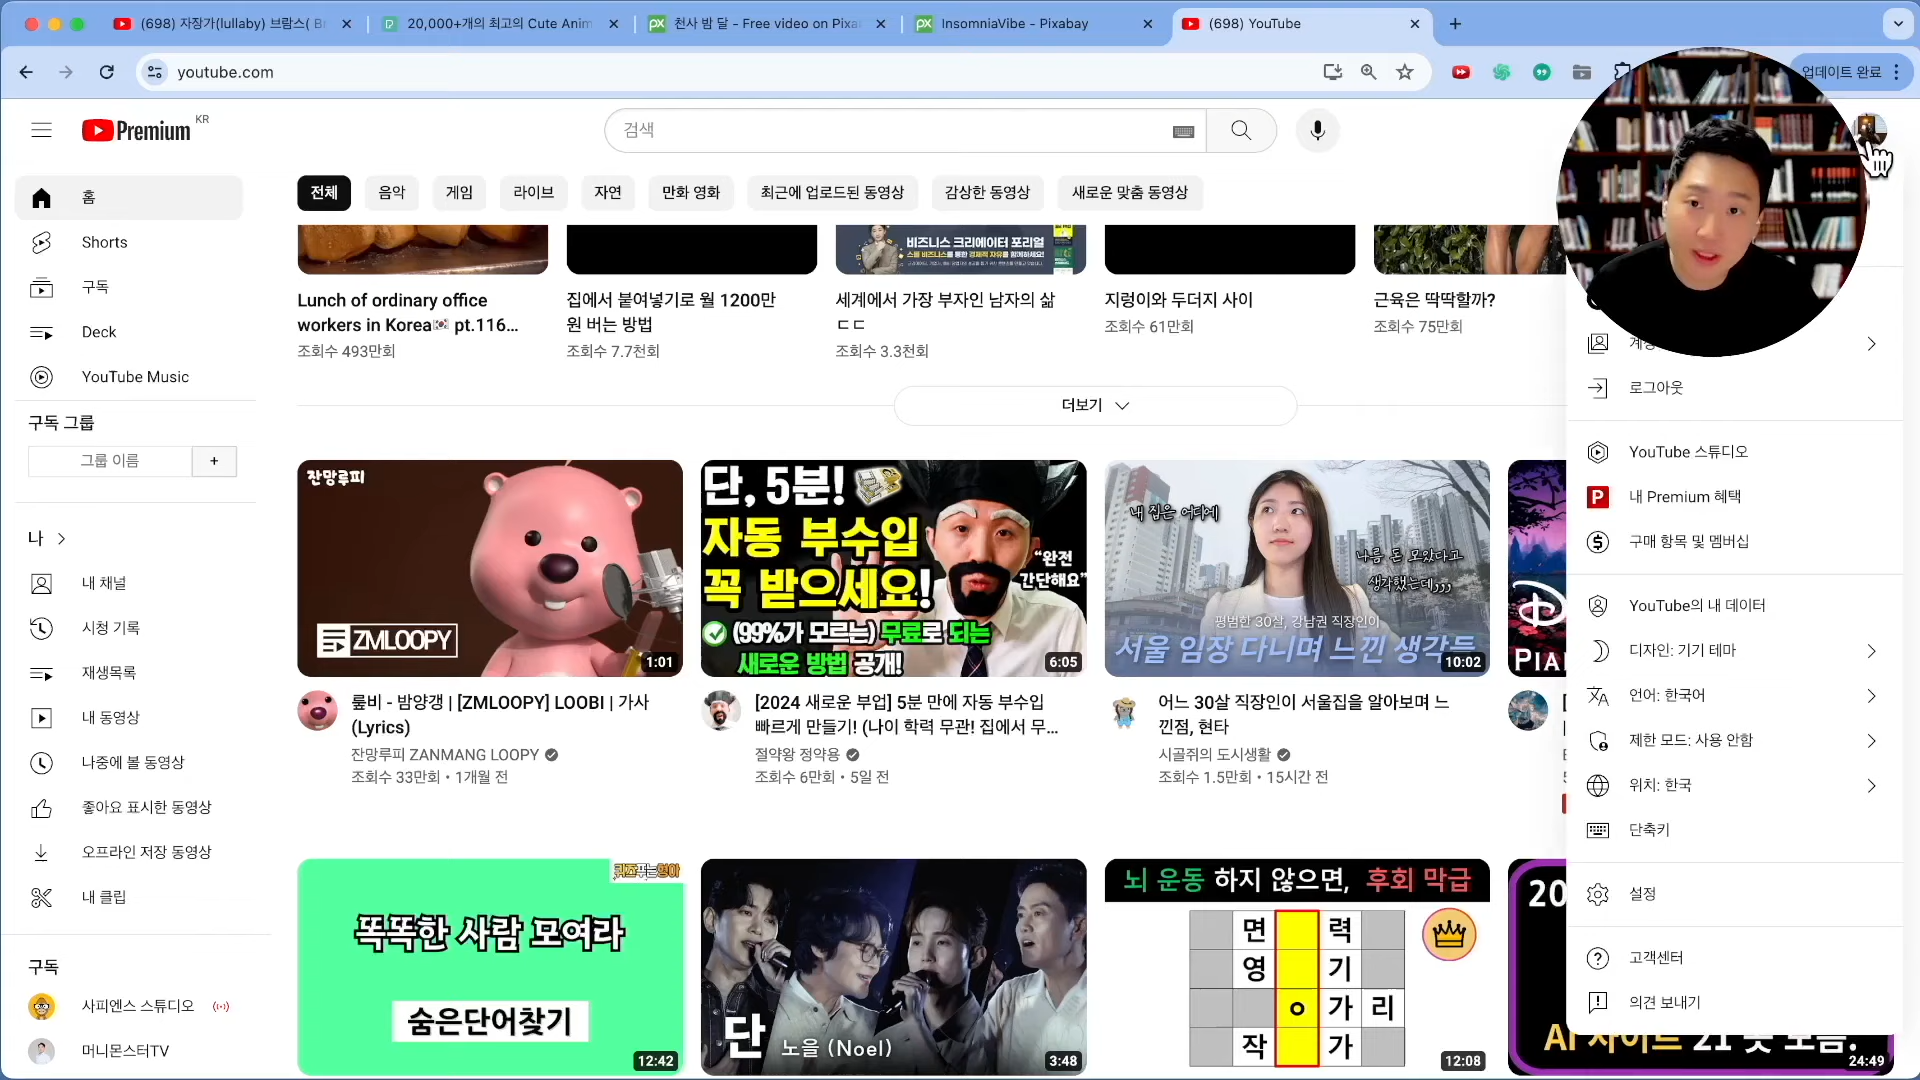 (698) 자장가(lullaby) 브람스( B
20,000+개의 최고의 Cute Anim
천사 밤 달 - Free video on Pixa
InsomniaVibe - Pixabay
(698) YouTube
youtube.com
업데이트 완료
Premium KR
검색
전체
음악
게임
라이브
자연
만화 영화
최근에 업로드된 동영상
감상한 동영상
새로운 맞춤 동영상
홈
Shorts
구독
Deck
YouTube Music
구독 그룹
그룹 이름
+
나
내 채널
시청 기록
재생목록
내 동영상
나중에 볼 동영상
좋아요 표시한 동영상
오프라인 저장 동영상
내 클립
구독
사피엔스 스튜디오
머니몬스터TV
비즈니스 크리에이터 포리얼
Lunch of ordinary office
workers in Korea🇰🇷 pt.116...
조회수 493만회
집에서 붙여넣기로 월 1200만
원 버는 방법
조회수 7.7천회
세계에서 가장 부자인 남자의 삶
ㄷㄷ
조회수 3.3천회
지렁이와 두더지 사이
조회수 61만회
근육은 딱딱할까?
조회수 75만회
더보기
잔망루피
ZMLOOPY
1:01
룦비 - 밤양갱 | [ZMLOOPY] LOOBI | 가사
(Lyrics)
잔망루피 ZANMANG LOOPY
조회수 33만회 • 1개월 전
단, 5분!
자동 부수입
꼭 받으세요!
"완전
간단해요"
(99%가 모르는) 무료로 되는
새로운 방법 공개!
6:05
[2024 새로운 부업] 5분 만에 자동 부수입
빠르게 만들기! (나이 학력 무관! 집에서 무...
절약왕 정약용
조회수 6만회 • 5일 전
내 집은 어디에
나름 돈 모았다고
생각했는데,,,
평범한 30살, 강남권 직장인이
서울 임장 다니며 느낀 생각들
10:02
어느 30살 직장인이 서울집을 알아보며 느
낀점, 현타
시골쥐의 도시생활
조회수 1.5만회 • 15시간 전
퀴즈푸는형아
똑똑한 사람 모여라
숨은단어찾기
12:42
단
노을 (Noel)
3:48
뇌 운동 하지 않으면, 후회 막급
면 력
영 기
ㅇ 가 리
작 가
12:08
20
AI 사이트 21 곳 모음.
24:49
로그아웃
YouTube 스튜디오
내 Premium 혜택
구매 항목 및 멤버십
YouTube의 내 데이터
디자인: 기기 테마
언어: 한국어
제한 모드: 사용 안함
위치: 한국
단축키
설정
고객센터
의견 보내기